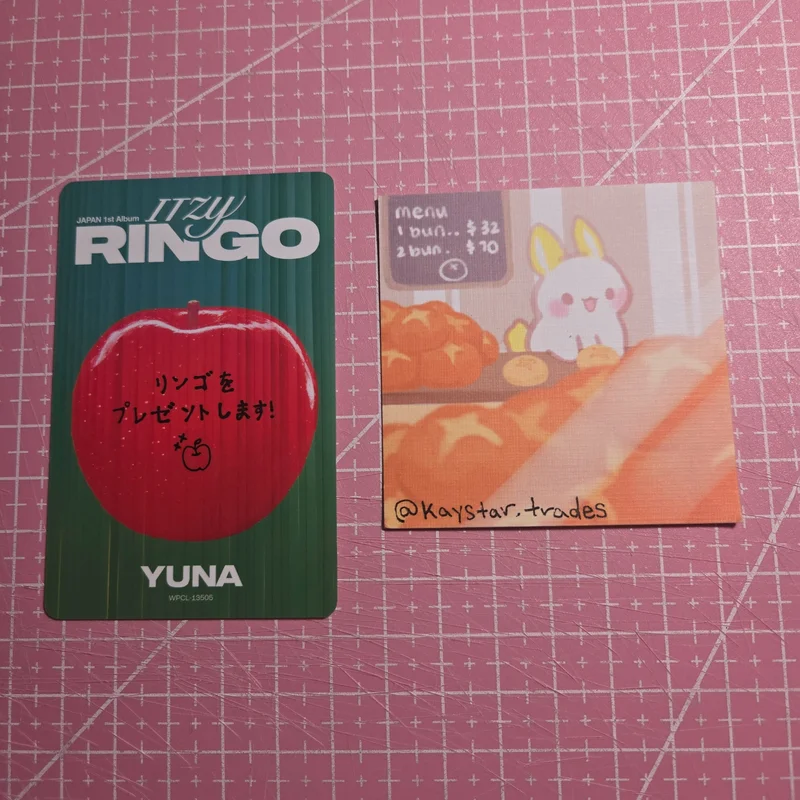 JAPAN 1st Album ITZY
RINGO
リンゴを
プレゼントします!
YUNA
WPCL-13505
menu
1 bun.. $32
2 bun. $70
@kaystar.trades